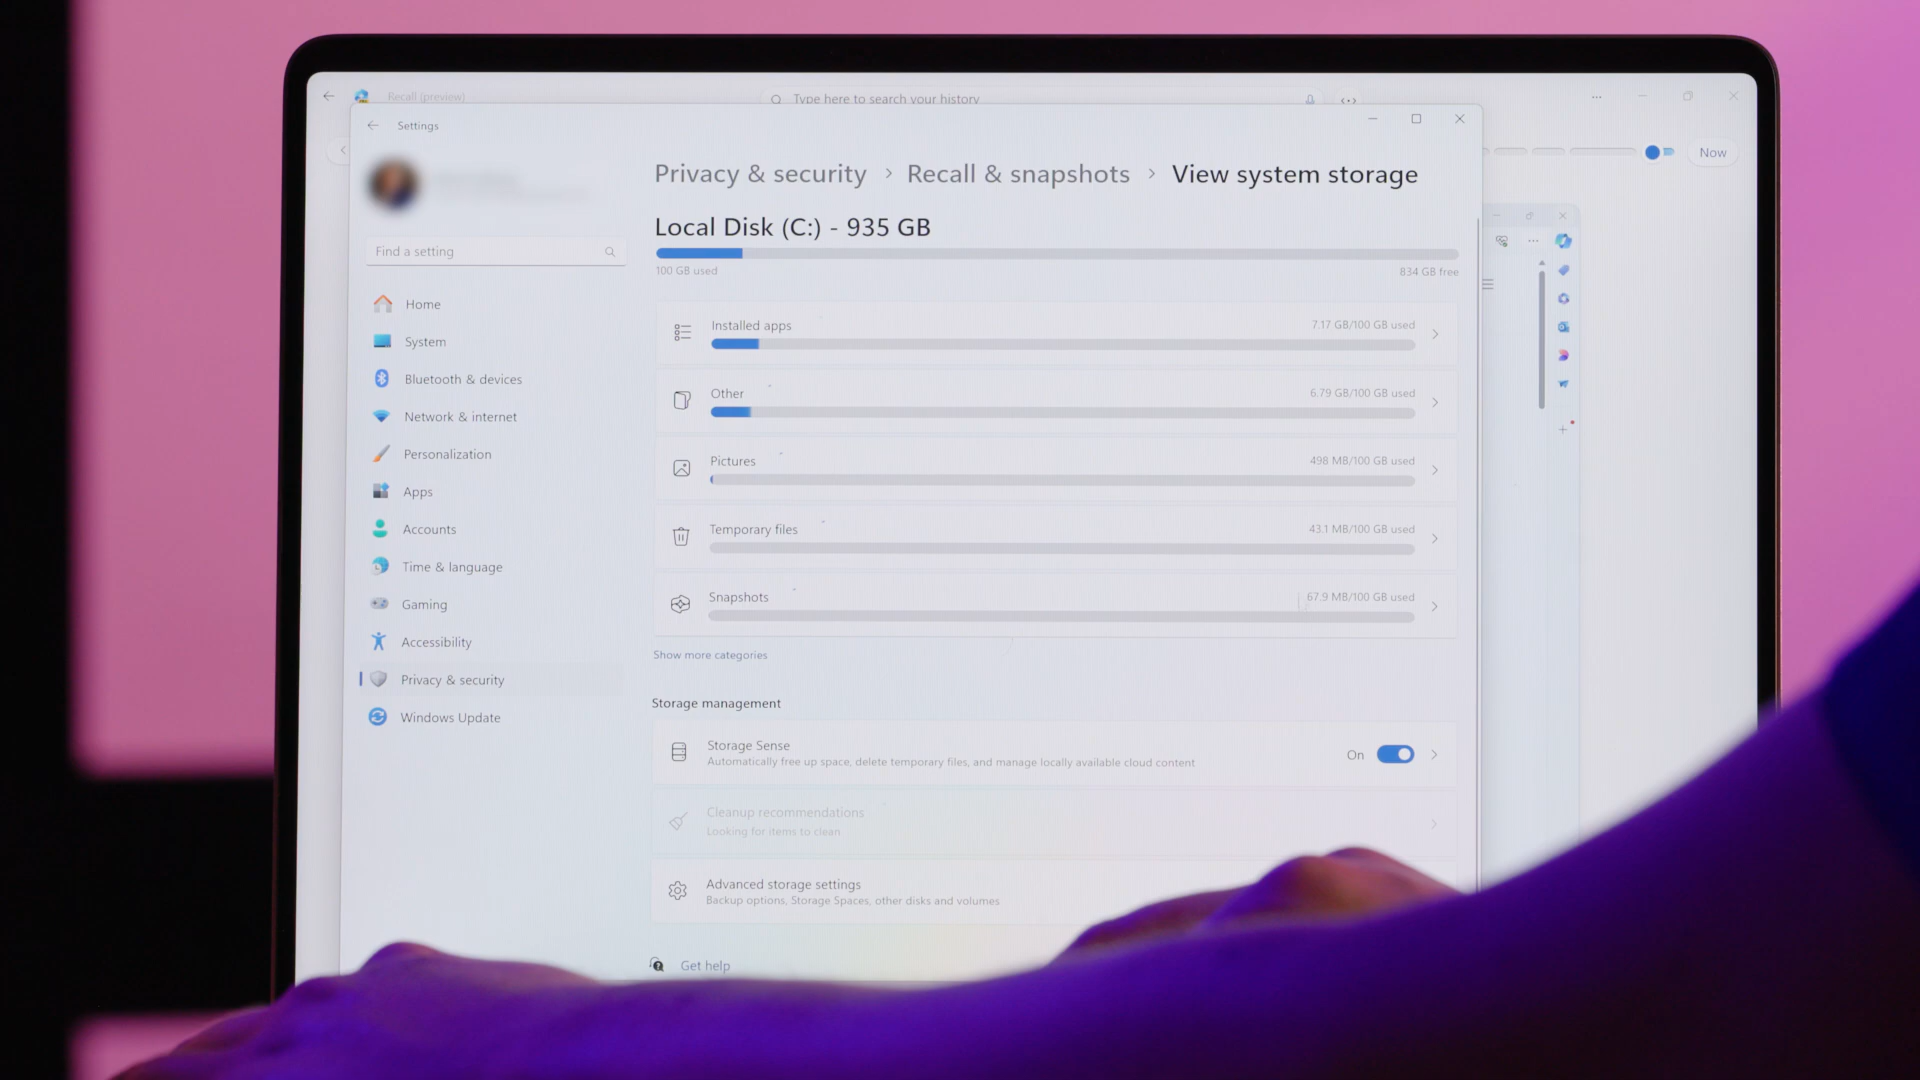 Recall (preview)
Type here to search your history
Settings
Now
Privacy & security > Recall & snapshots > View system storage
Local Disk (C:) - 935 GB
100 GB used
834 GB free
Find a setting
Home
System
Bluetooth & devices
Network & internet
Personalization
Apps
Accounts
Time & language
Gaming
Accessibility
Privacy & security
Windows Update
Installed apps
7.17 GB/100 GB used
Other
6.79 GB/100 GB used
Pictures
498 MB/100 GB used
Temporary files
43.1 MB/100 GB used
Snapshots
67.9 MB/100 GB used
Show more categories
Storage management
Storage Sense
On
Automatically free up space, delete temporary files, and manage locally available cloud content
Cleanup recommendations
Looking for items to clean
Advanced storage settings
Backup options, Storage Spaces, other disks and volumes
Get help